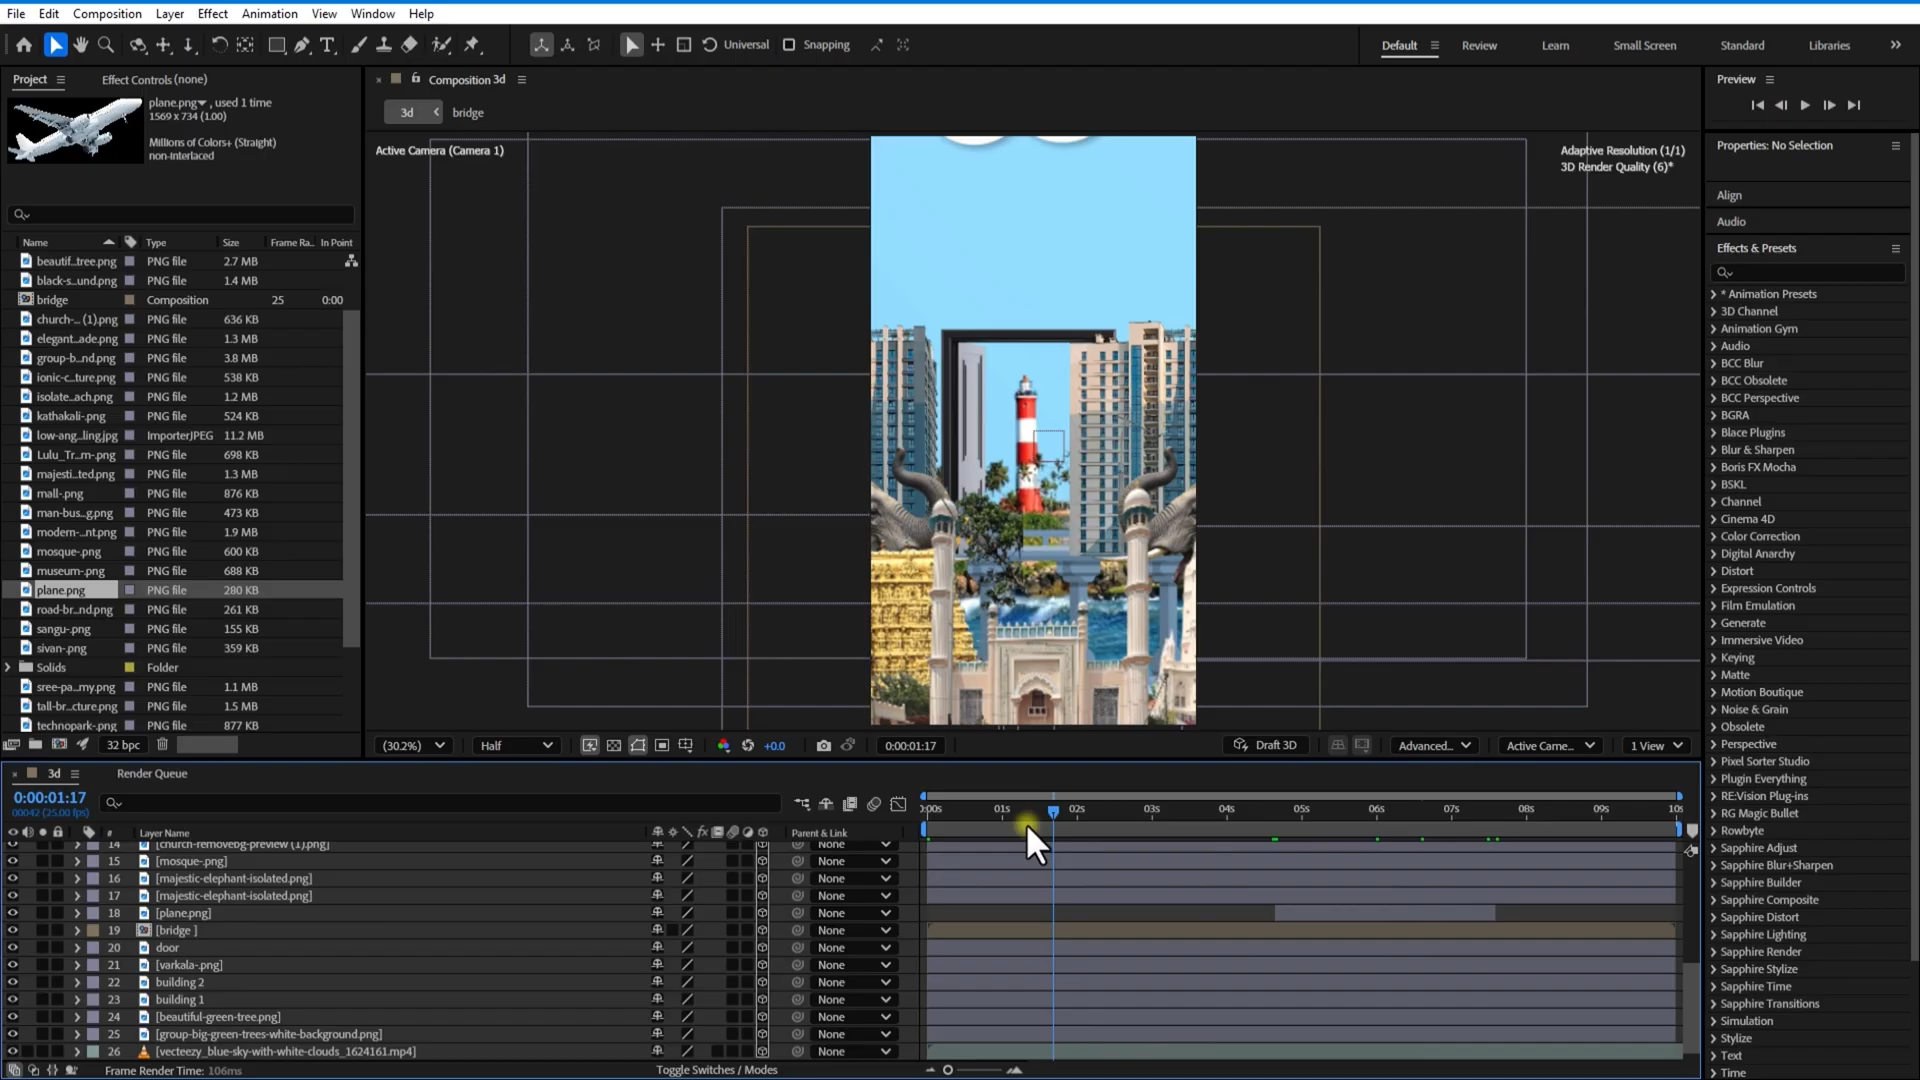 File Edit Composition Layer Effect Animation View Window Help
Universal Snapping Default Review Learn Small Screen Standard Libraries
Project Effect Controls (none)
plane.png , used 1 time
1569 x 734 (1.00)
Millions of Colors+ (Straight)
non-interlaced
Name Type Size Frame Ra... In Point
beautif...tree.png PNG file 2.7 MB
black-s...und.png PNG file 1.4 MB
bridge Composition 25 0:00
church-... (1).png PNG file 636 KB
elegant...ade.png PNG file 1.3 MB
group-b...nd.png PNG file 3.8 MB
ionic-c...ture.png PNG file 538 KB
isolate...ach.png PNG file 1.2 MB
kathakali-.png PNG file 524 KB
low-ang...ling.jpg ImporterJPEG 11.2 MB
Lulu_Tr...m-.png PNG file 698 KB
majesti...ted.png PNG file 1.3 MB
mall-.png PNG file 876 KB
man-bus...g.png PNG file 473 KB
modern-...nt.png PNG file 1.9 MB
mosque-.png PNG file 600 KB
museum-.png PNG file 688 KB
plane.png PNG file 280 KB
road-br...nd.png PNG file 261 KB
sangu-.png PNG file 155 KB
sivan-.png PNG file 359 KB
Solids Folder
sree-pa...my.png PNG file 1.1 MB
tall-br...cture.png PNG file 1.5 MB
technopark-.png PNG file 877 KB
32 bpc
Composition 3d
3d bridge
Active Camera (Camera 1)
Adaptive Resolution (1/1)
3D Render Quality (6)*
(30.2%) Half +0.0 0:00:01:17 Draft 3D Advanced... Active Came... 1 View
Preview
Properties: No Selection
Align
Audio
Effects & Presets
* Animation Presets
3D Channel
Animation Gym
Audio
BCC Blur
BCC Obsolete
BCC Perspective
BGRA
Blace Plugins
Blur & Sharpen
Boris FX Mocha
BSKL
Channel
Cinema 4D
Color Correction
Digital Anarchy
Distort
Expression Controls
Film Emulation
Generate
Immersive Video
Keying
Matte
Motion Boutique
Noise & Grain
Obsolete
Perspective
Pixel Sorter Studio
Plugin Everything
RE:Vision Plug-ins
RG Magic Bullet
Rowbyte
Sapphire Adjust
Sapphire Blur+Sharpen
Sapphire Builder
Sapphire Composite
Sapphire Distort
Sapphire Lighting
Sapphire Render
Sapphire Stylize
Sapphire Time
Sapphire Transitions
Simulation
Stylize
Text
Time
3d Render Queue
0:00:01:17
00042 (25.00 fps)
):00s 01s 02s 03s 04s 05s 06s 07s 08s 09s 10s
# Layer Name Parent & Link
14 [church-removebg-preview (1).png] None
15 [mosque-.png] None
16 [majestic-elephant-isolated.png] None
17 [majestic-elephant-isolated.png] None
18 [plane.png] None
19 [bridge ] None
20 door None
21 [varkala-.png] None
22 building 2 None
23 building 1 None
24 [beautiful-green-tree.png] None
25 [group-big-green-trees-white-background.png] None
26 [vecteezy_blue-sky-with-white-clouds_1624161.mp4] None
Frame Render Time: 106ms Toggle Switches / Modes